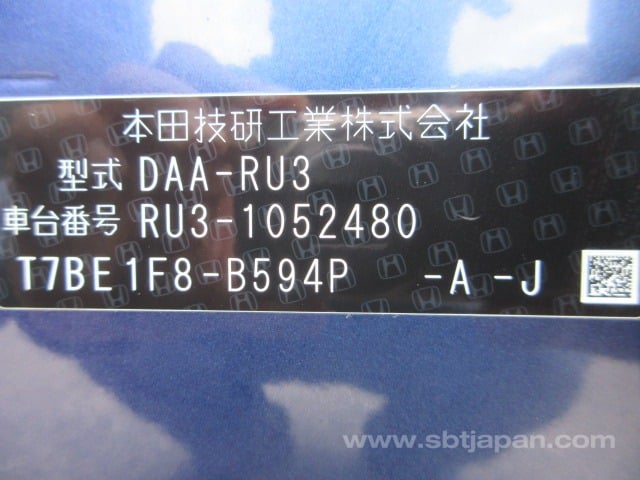 本田技研工業株式会社
型式 DAA-RU3
車台番号 RU3-1052480
T7BE1F8-B594P -A -J
www.sbtjapan.com